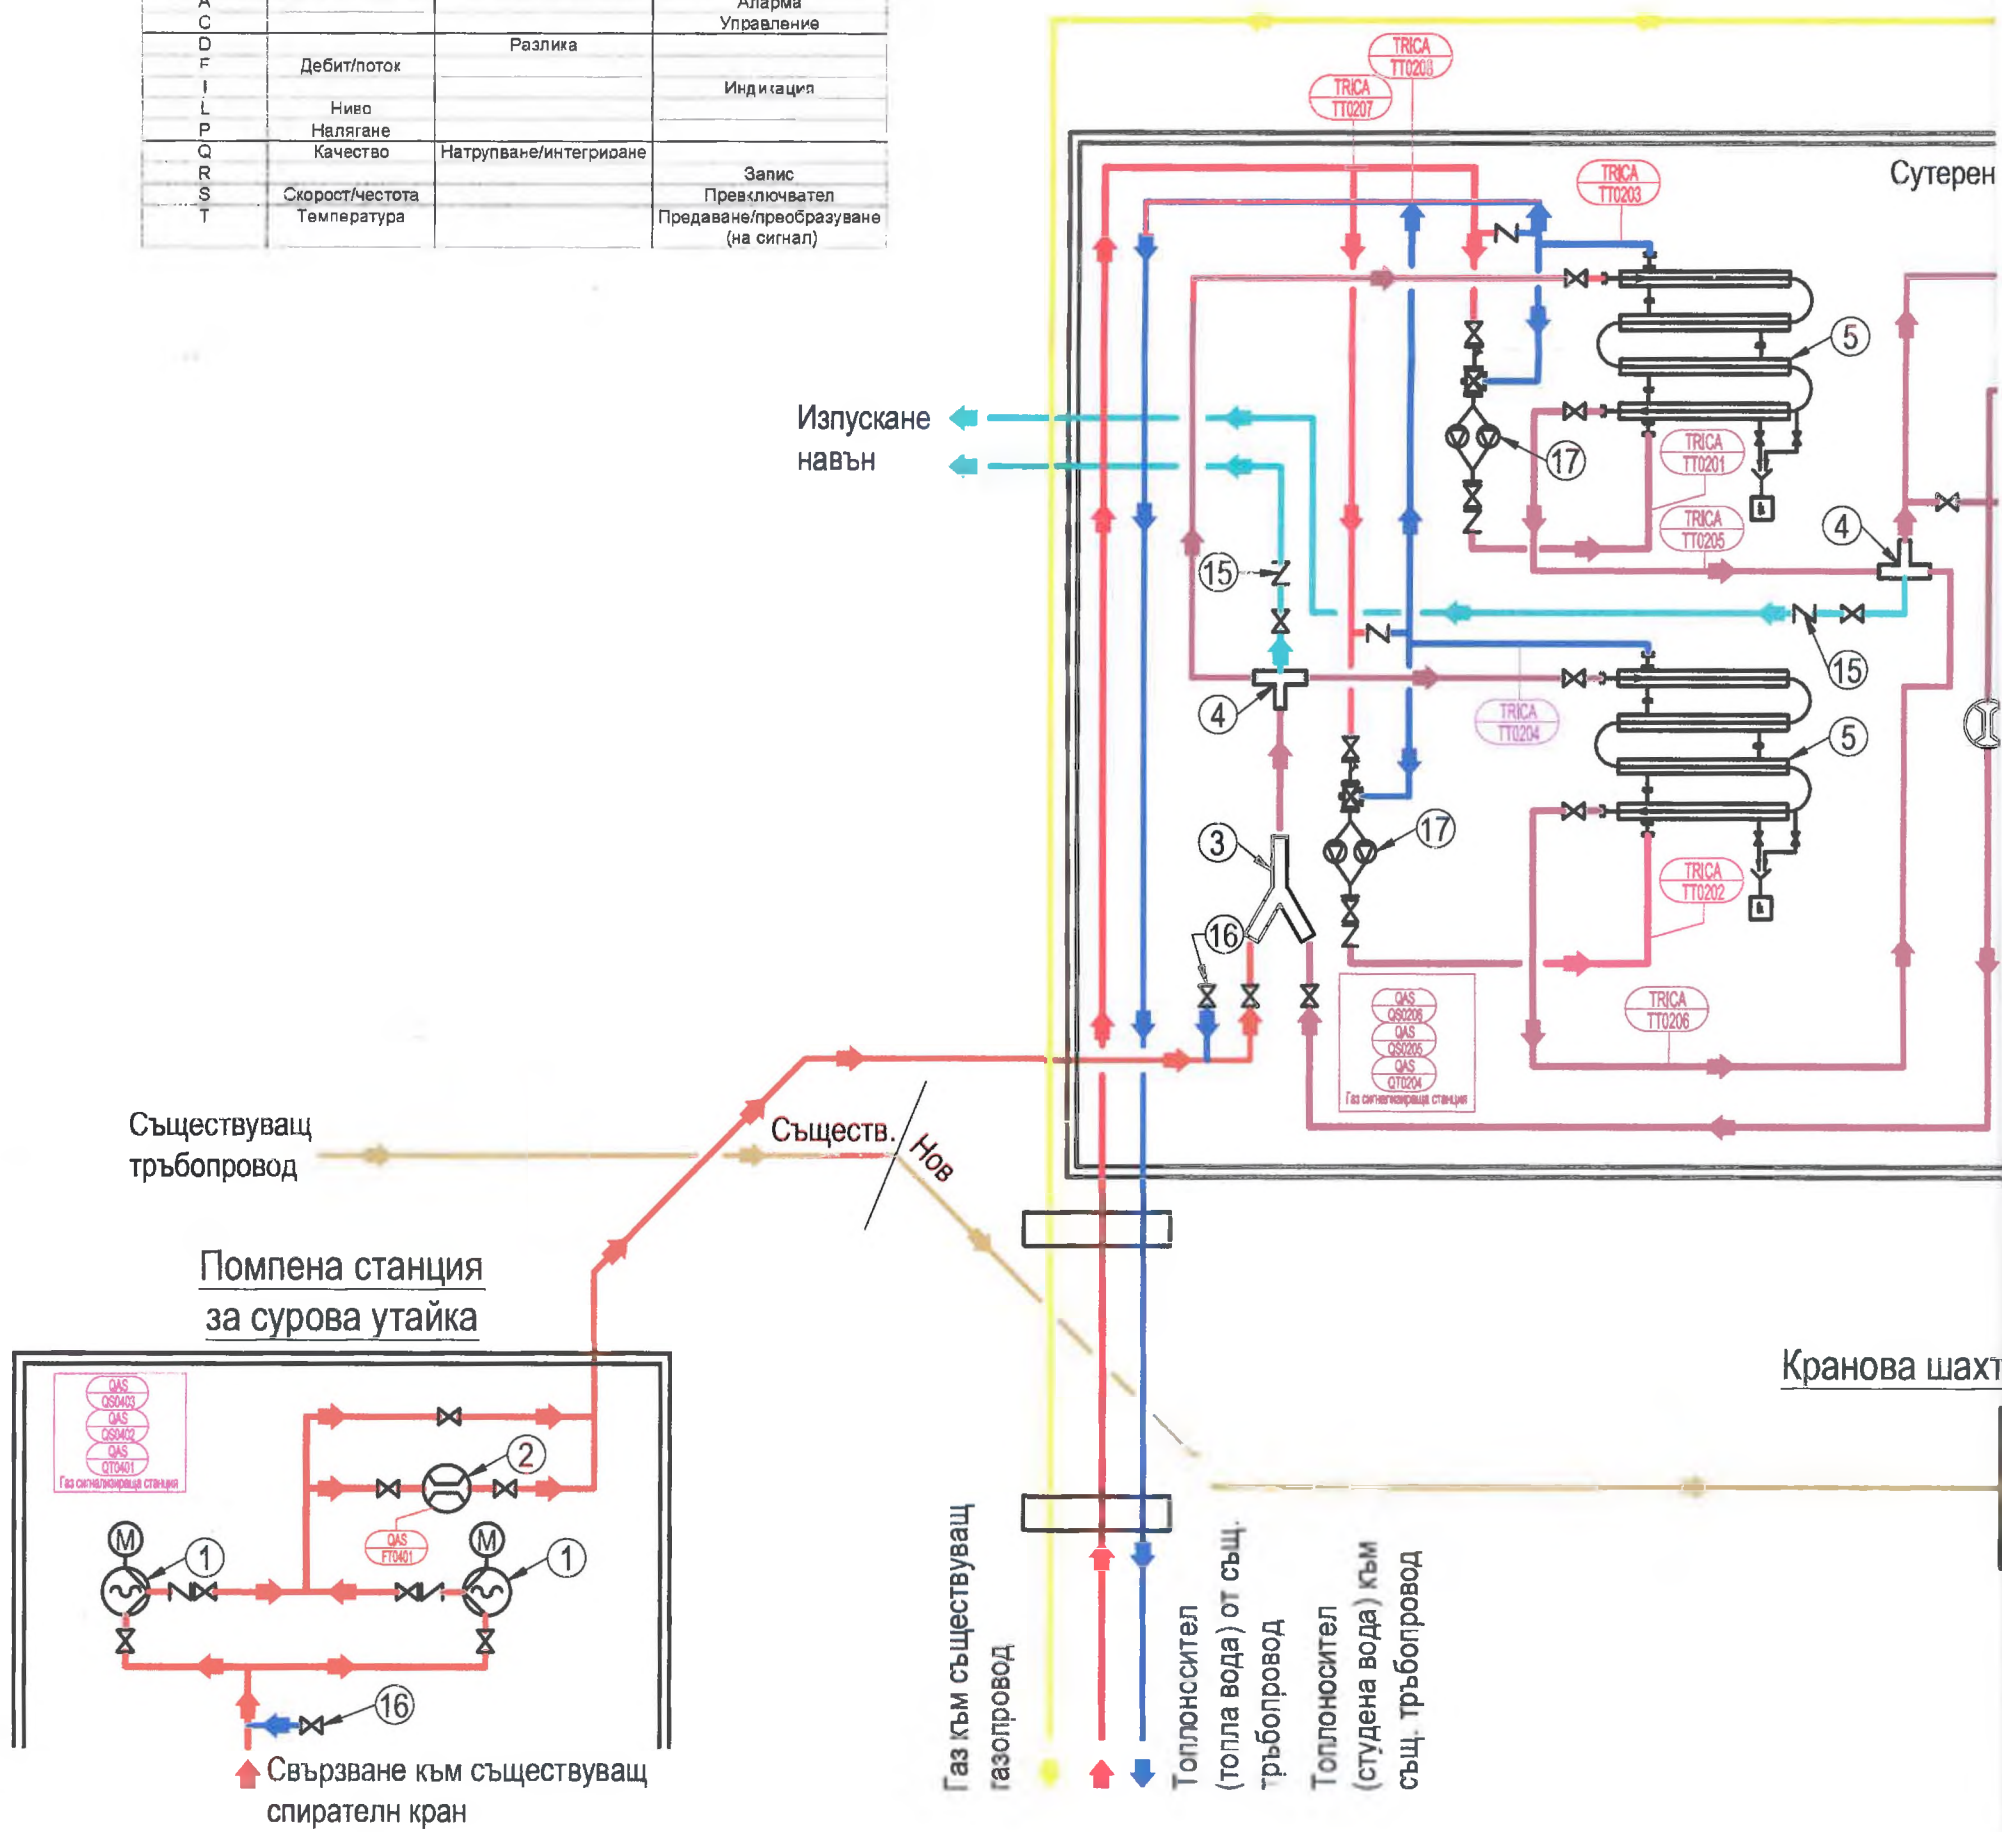 A Аларма
C Управление
D Разлика
F Дебит/поток
I Индикация
L Ниво
P Налягане
Q Качество Натрупване/интегриране
R Запис
S Скорост/честота Превключвател
T Температура Предаване/преобразуване
(на сигнал)
TRICA
TT0208
TRICA
TT0207
Сутерен
TRICA
TT0203
5
Изпускане
навън
17
TRICA
TT0201
TRICA
TT0205
4
15
15
4
TRICA
TT0204
5
3
17
16
TRICA
TT0202
QAS
QS0206
QAS
QS0205
QAS
QT0204
Газ сигнализираща станция
TRICA
TT0206
Съществуващ
тръбопровод
Същ​еств.
Нов
Помпена станция
за сурова утайка
Кранова шахт
QAS
QS0403
QAS
QS0402
QAS
QT0401
Газ сигнализираща станция
2
QAS
FT0401
M
1
M
1
16
Свързване към съществуващ
спирателн кран
Газ към съществуващ
газопровод
Топлоносител
(топла вода) от същ.
тръбопровод
Топлоносител
(студена вода) към
същ. тръбопровод